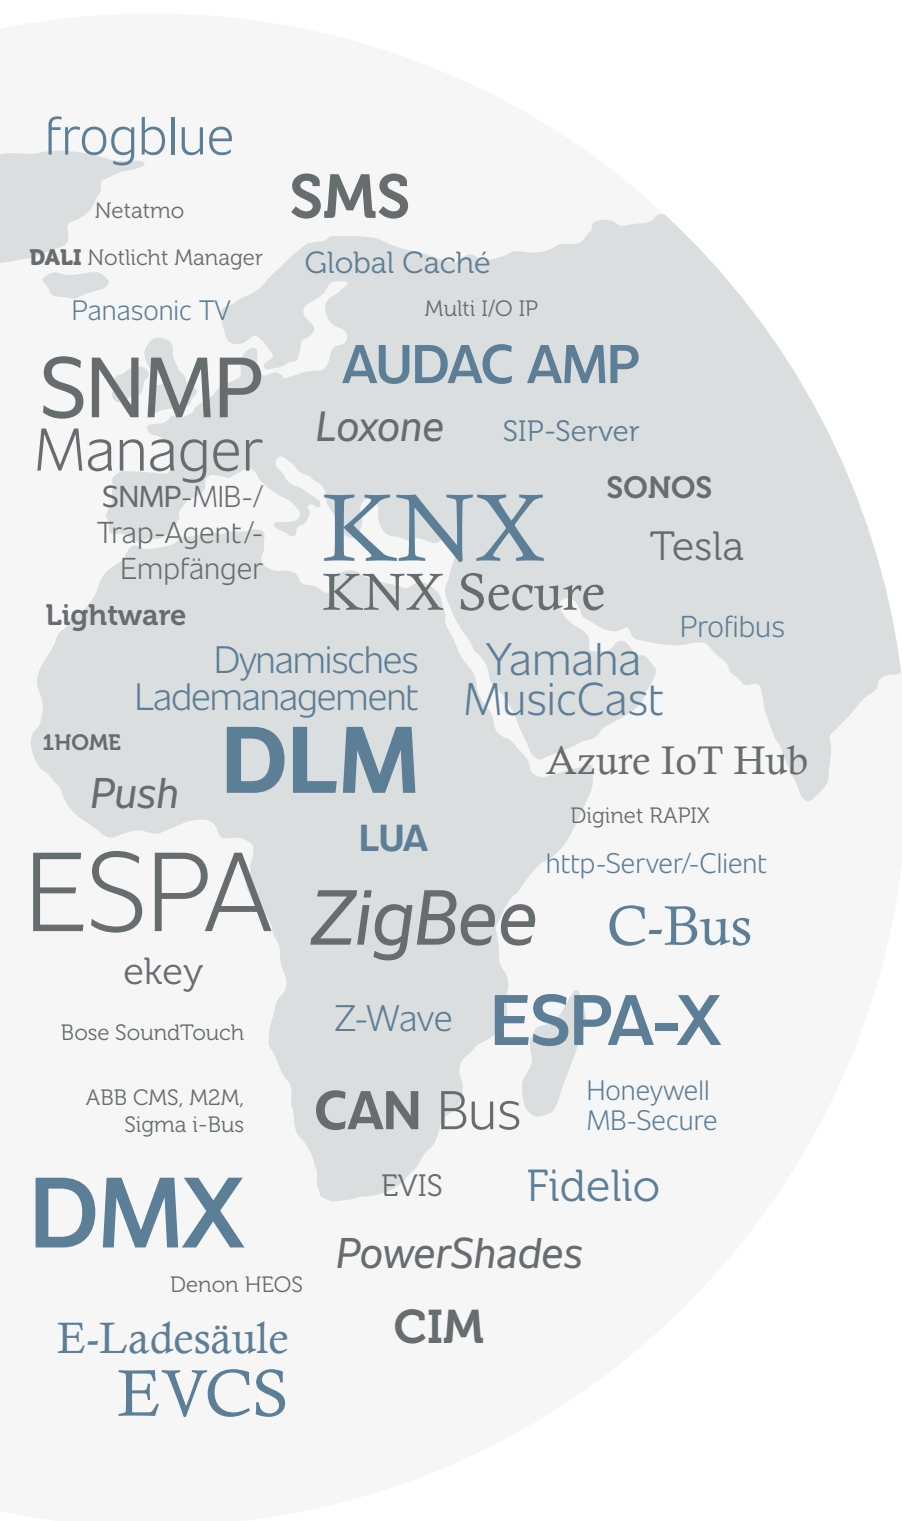 frogblue
SMS
Netatmo
DALI Notlicht Manager
Global Caché
Panasonic TV
Multi I/O IP
SNMP
Manager
AUDAC AMP
Loxone
SIP-Server
SNMP-MIB-/
Trap-Agent/-
Empfänger
KNX
KNX Secure
SONOS
Tesla
Lightware
Profibus
Dynamisches
Lademanagement
DLM
Yamaha
MusicCast
1HOME
Push
Azure IoT Hub
Diginet RAPIX
LUA
http-Server/-Client
ESPA
ZigBee
C-Bus
ekey
Bose SoundTouch
Z-Wave
ESPA-X
ABB CMS, M2M,
Sigma i-Bus
CAN Bus
Honeywell
MB-Secure
DMX
EVIS
Fidelio
PowerShades
Denon HEOS
CIM
E-Ladesäule
EVCS